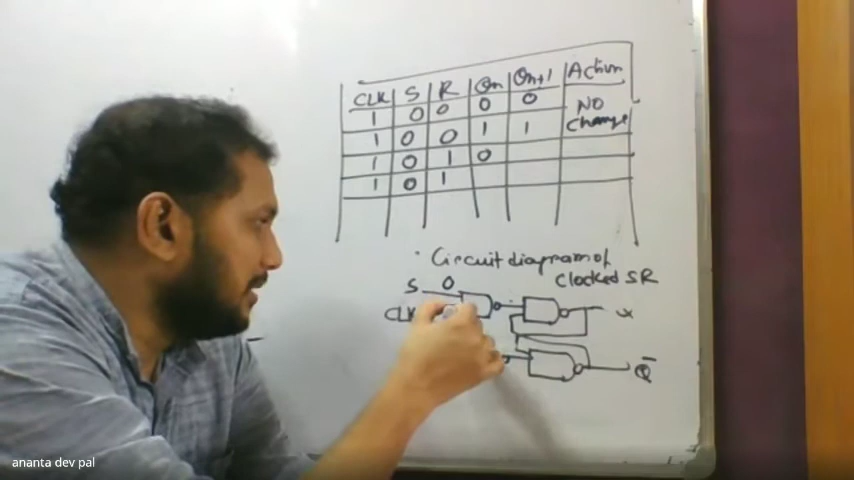 CLK S R Qn Qn+1 Action
1 0 0 0 0 NO
Change
1 0 0 1 1
1 0 1 0
1 0 1
Circuit diagram of
Clocked SR
S 0
CLK
Q̅
ananta dev pal